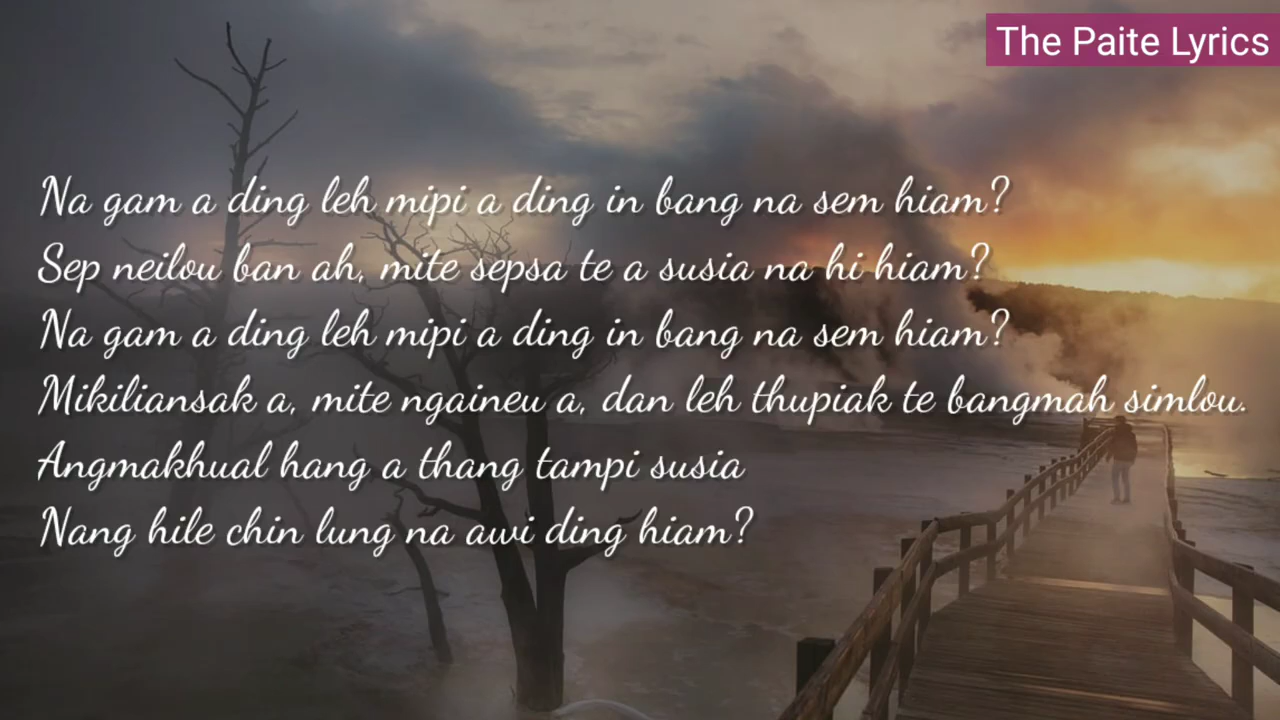 The Paite Lyrics
Na gam a ding leh mipi a ding in bang na sem hiam?
Sep neilou ban ah, mite sepsa te a susia na hi hiam?
Na gam a ding leh mipi a ding in bang na sem hiam?
Mikiliansak a, mite ngaineu a, dan leh thupiak te bangmah simlou.
Angmakhual hang a thang tampi susia
Nang hile chin lung na awi ding hiam?